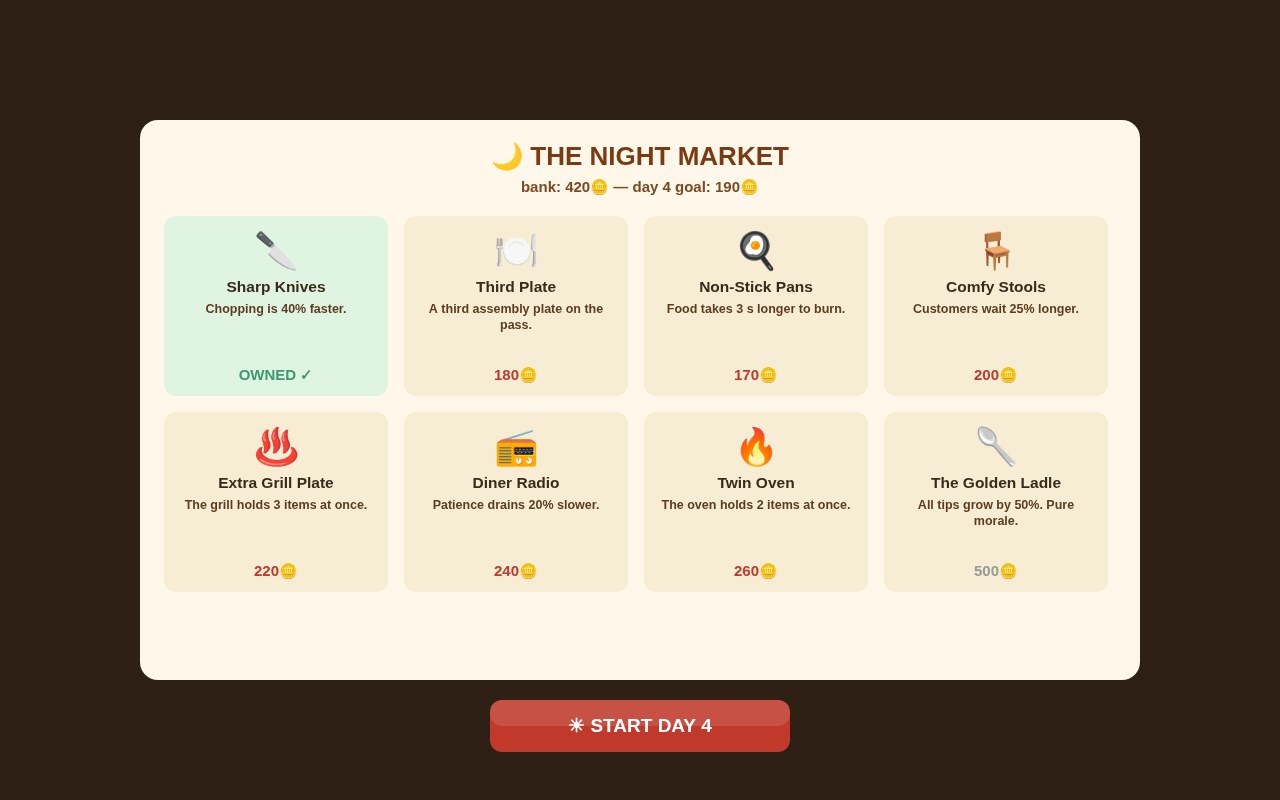 🌙 THE NIGHT MARKET
bank: 420🪙 — day 4 goal: 190🪙
Sharp Knives
Chopping is 40% faster.
OWNED ✓
Third Plate
A third assembly plate on the
pass.
180🪙
Non-Stick Pans
Food takes 3 s longer to burn.
170🪙
Comfy Stools
Customers wait 25% longer.
200🪙
Extra Grill Plate
The grill holds 3 items at once.
220🪙
Diner Radio
Patience drains 20% slower.
240🪙
Twin Oven
The oven holds 2 items at once.
260🪙
The Golden Ladle
All tips grow by 50%. Pure
morale.
500🪙
☀ START DAY 4